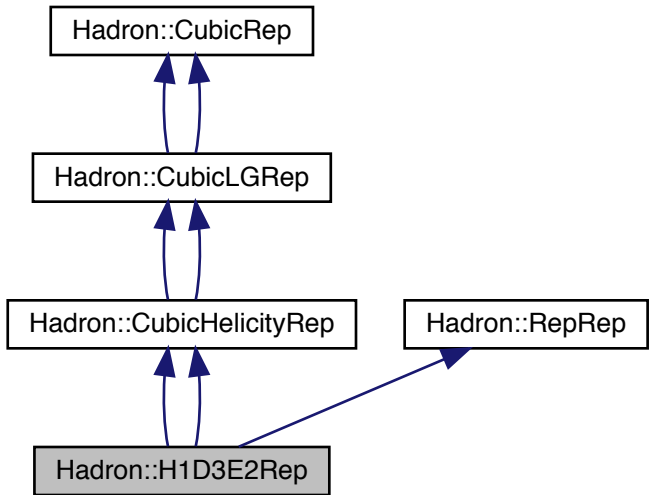 Hadron::CubicRep
Hadron::CubicLGRep
Hadron::CubicHelicityRep
Hadron::RepRep
Hadron::H1D3E2Rep